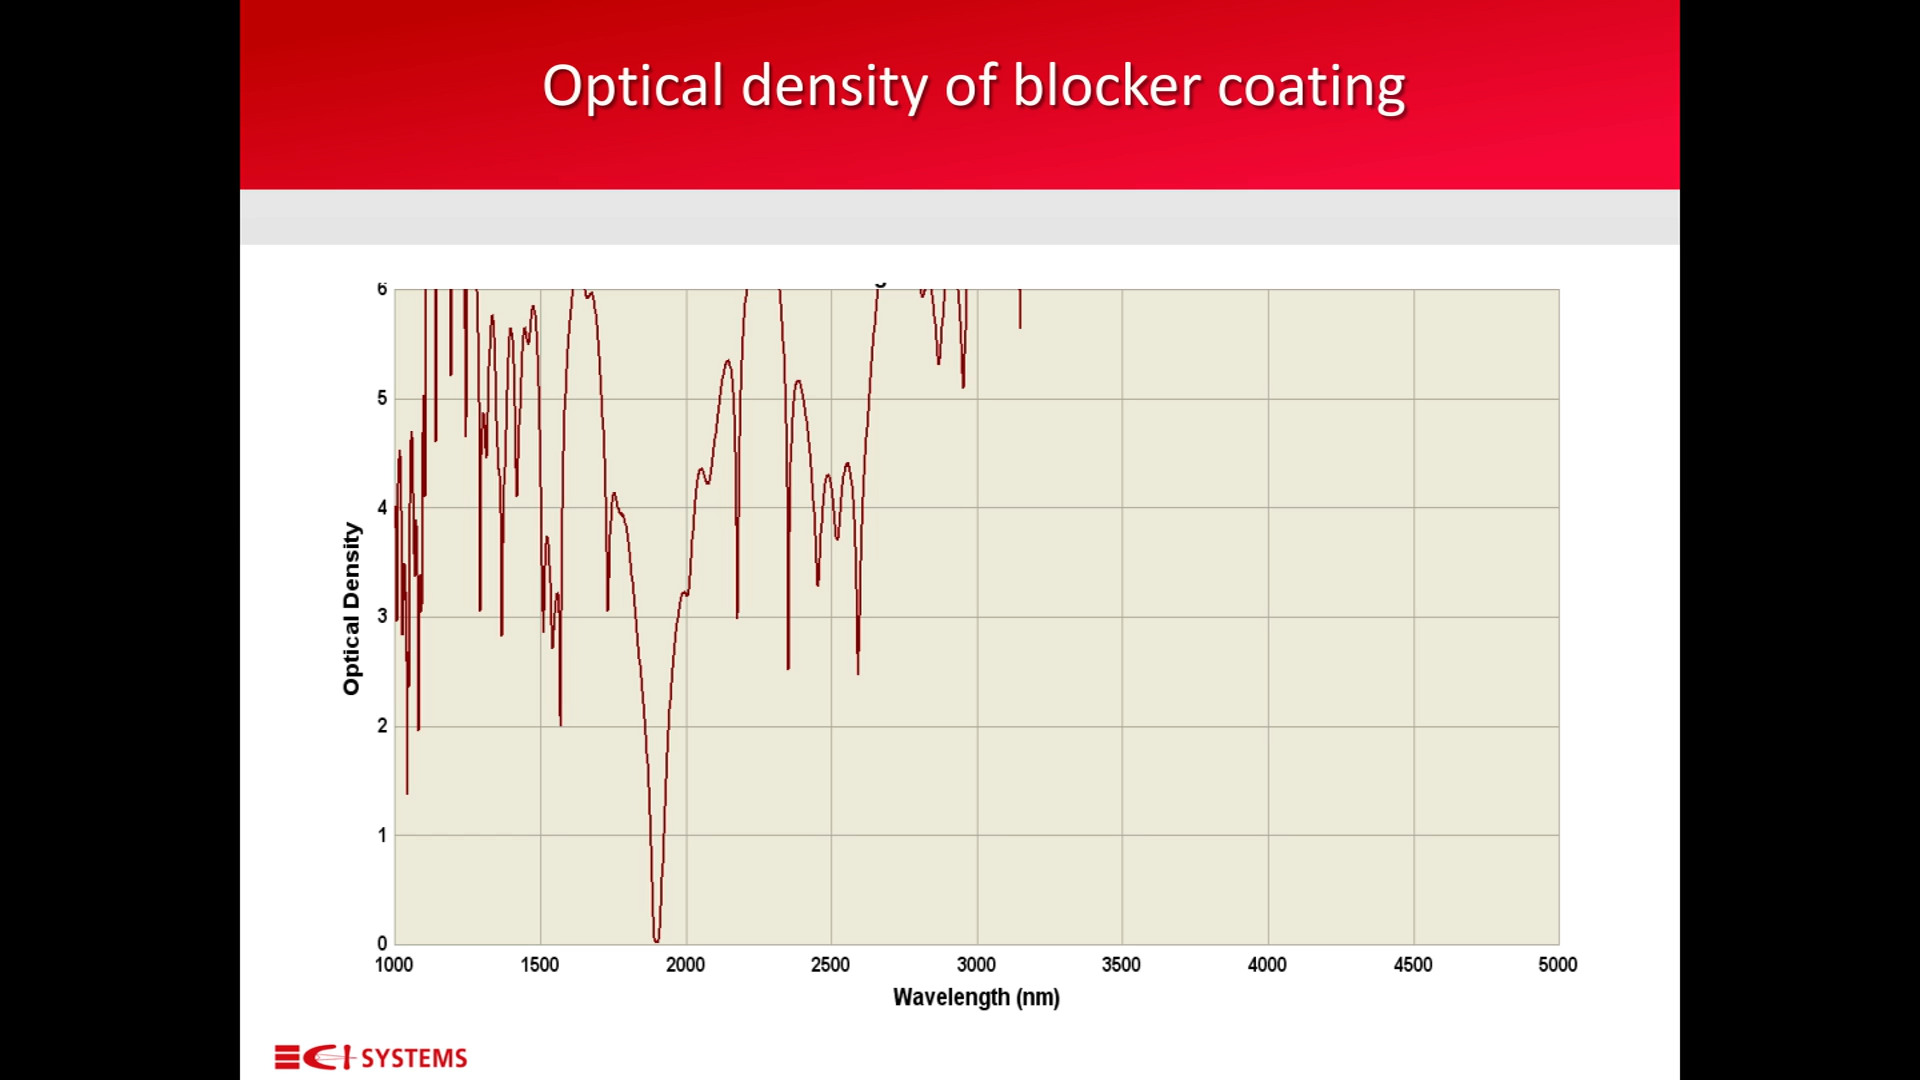 Optical density of blocker coating
6
5
4
3
2
1
0
Optical Density
1000 1500 2000 2500 3000 3500 4000 4500 5000
Wavelength (nm)
CI SYSTEMS